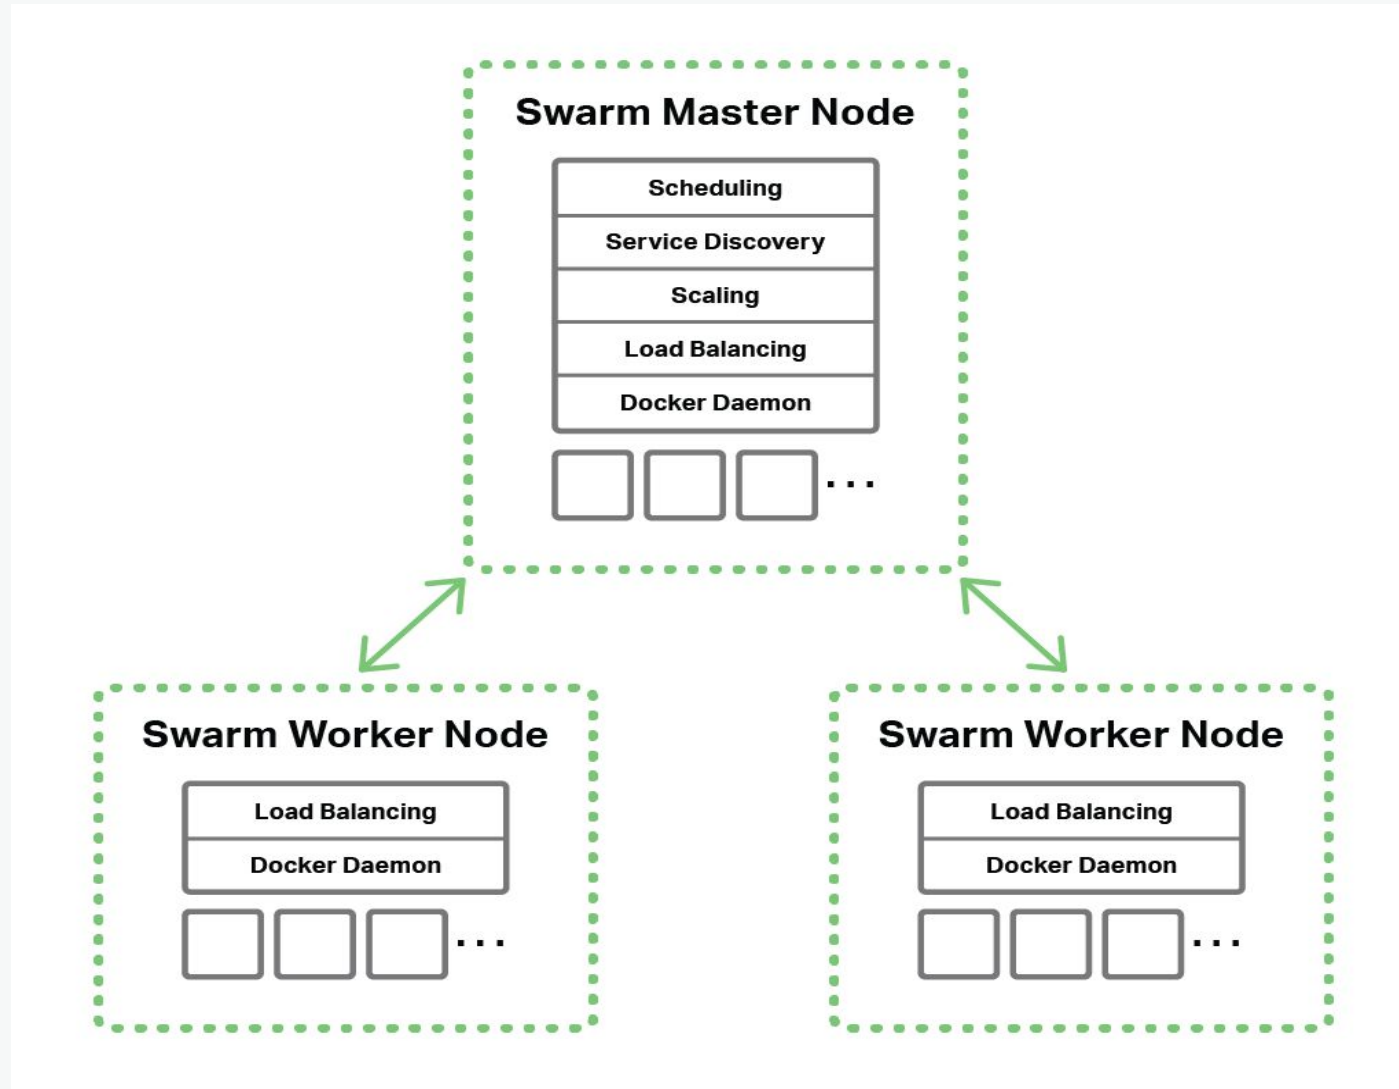 Swarm Master Node
Scheduling
Service Discovery
Scaling
Load Balancing
Docker Daemon
...
Swarm Worker Node
Load Balancing
Docker Daemon
...
Swarm Worker Node
Load Balancing
Docker Daemon
...